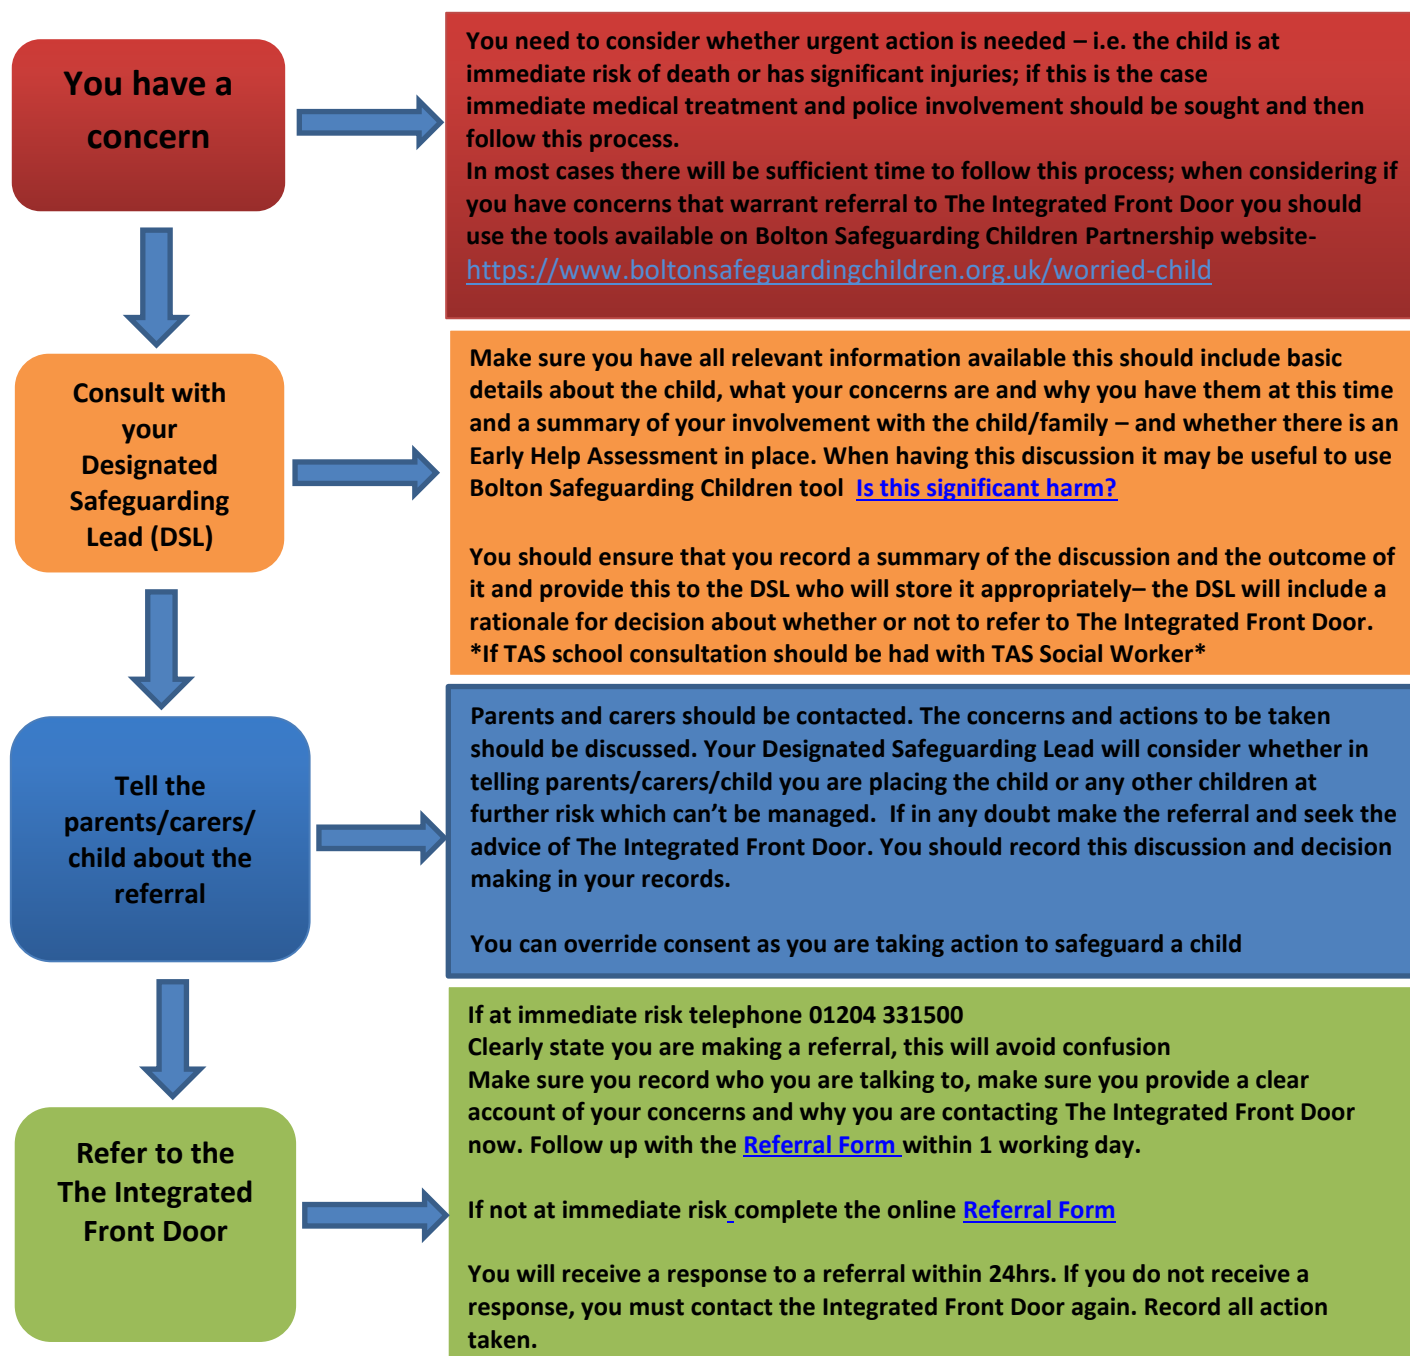 You have a
concern
You need to consider whether urgent action is needed – i.e. the child is at
immediate risk of death or has significant injuries; if this is the case
immediate medical treatment and police involvement should be sought and then
follow this process.
In most cases there will be sufficient time to follow this process; when considering if
you have concerns that warrant referral to The Integrated Front Door you should
use the tools available on Bolton Safeguarding Children Partnership website-
https://www.boltonsafeguardingchildren.org.uk/worried-child
Consult with
your
Designated
Safeguarding
Lead (DSL)
Make sure you have all relevant information available this should include basic
details about the child, what your concerns are and why you have them at this time
and a summary of your involvement with the child/family – and whether there is an
Early Help Assessment in place. When having this discussion it may be useful to use
Bolton Safeguarding Children tool  Is this significant harm?
You should ensure that you record a summary of the discussion and the outcome of
it and provide this to the DSL who will store it appropriately– the DSL will include a
rationale for decision about whether or not to refer to The Integrated Front Door.
*If TAS school consultation should be had with TAS Social Worker*
Tell the
parents/carers/
child about the
referral
Parents and carers should be contacted. The concerns and actions to be taken
should be discussed. Your Designated Safeguarding Lead will consider whether in
telling parents/carers/child you are placing the child or any other children at
further risk which can’t be managed.  If in any doubt make the referral and seek the
advice of The Integrated Front Door. You should record this discussion and decision
making in your records.
You can override consent as you are taking action to safeguard a child
Refer to the
The Integrated
Front Door
If at immediate risk telephone 01204 331500
Clearly state you are making a referral, this will avoid confusion
Make sure you record who you are talking to, make sure you provide a clear
account of your concerns and why you are contacting The Integrated Front Door
now. Follow up with the Referral Form within 1 working day.
If not at immediate risk complete the online Referral Form
You will receive a response to a referral within 24hrs. If you do not receive a
response, you must contact the Integrated Front Door again. Record all action
taken.